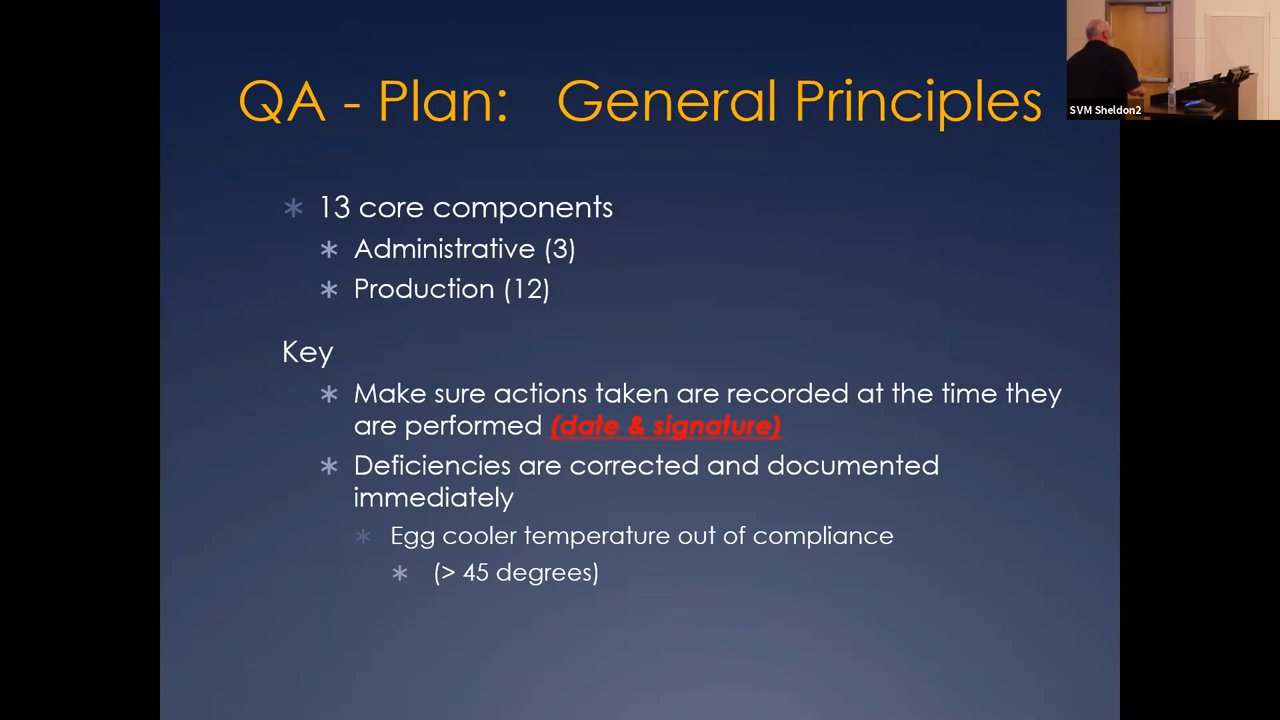 QA - Plan: General Principles
SVM Sheldon2
* 13 core components
* Administrative (3)
* Production (12)
Key
* Make sure actions taken are recorded at the time they
are performed (date & signature)
* Deficiencies are corrected and documented
immediately
* Egg cooler temperature out of compliance
* (> 45 degrees)